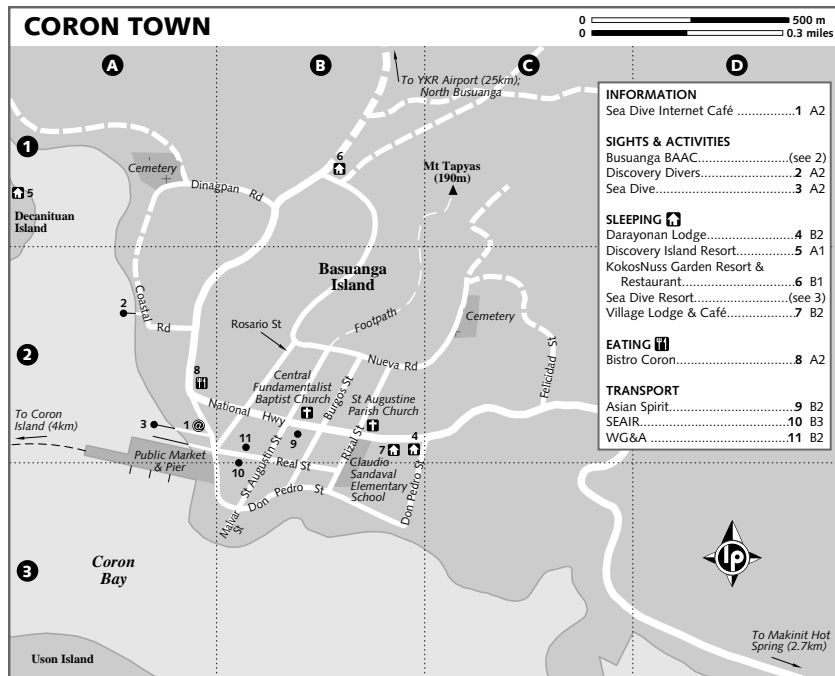 CORON TOWN
0 500 m
0 0.3 miles
A
B
C
D
1
2
3
To YKR Airport (25km);
North Busuanga
6
Mt Tapyas
(190m)
Cemetery
Dinagpan Rd
5
Decanituan
Island
Basuanga
Island
2
Coastal Rd
Rosario St
Footpath
Cemetery
Nueva Rd
Felicidad St
8
Central
Fundamentalist
Baptist Church
Burgos St
St Augustine
Parish Church
National Hwy
To Coron
Island (4km)
3
1 @
11
9
Rizal St
4
7
Public Market
& Pier
10
St Augustin St
Real St
Claudio
Sandaval
Elementary
School
Don Pedro St
Don Pedro St
Malvar St
Coron
Bay
Uson Island
lp
To Makinit Hot
Spring (2.7km)
INFORMATION
Sea Dive Internet Café ..............1 A2
SIGHTS & ACTIVITIES
Busuanga BAAC.....................(see 2)
Discovery Divers.......................2 A2
Sea Dive...................................3 A2
SLEEPING
Darayonan Lodge.....................4 B2
Discovery Island Resort.............5 A1
KokosNuss Garden Resort &
Restaurant............................6 B1
Sea Dive Resort......................(see 3)
Village Lodge & Café................7 B2
EATING
Bistro Coron.............................8 A2
TRANSPORT
Asian Spirit...............................9 B2
SEAIR.....................................10 B3
WG&A...................................11 B2